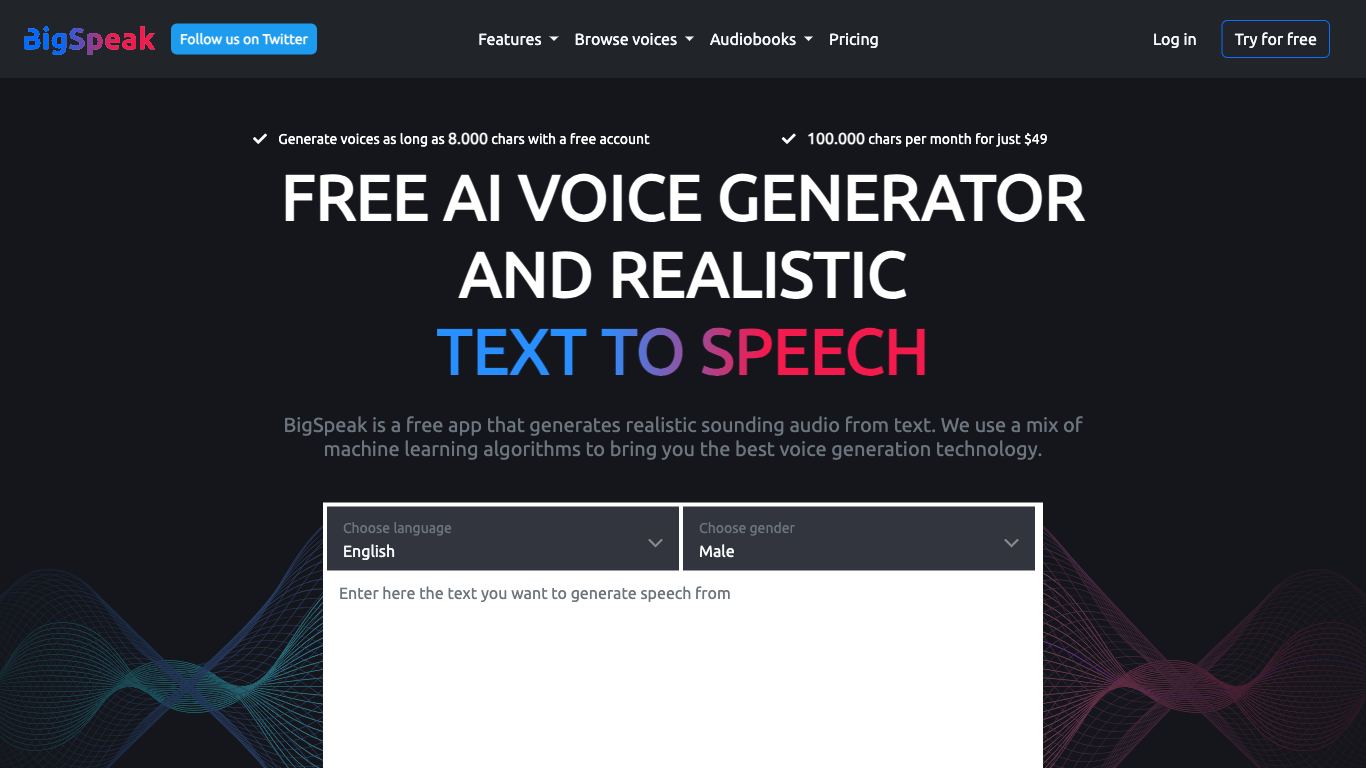 BigSpeak
Follow us on Twitter
Features
Browse voices
Audiobooks
Pricing
Log in
Try for free
Generate voices as long as 8.000 chars with a free account
100.000 chars per month for just $49
FREE AI VOICE GENERATOR
AND REALISTIC
TEXT TO SPEECH
BigSpeak is a free app that generates realistic sounding audio from text. We use a mix of
machine learning algorithms to bring you the best voice generation technology.
Choose language
English
Choose gender
Male
Enter here the text you want to generate speech from